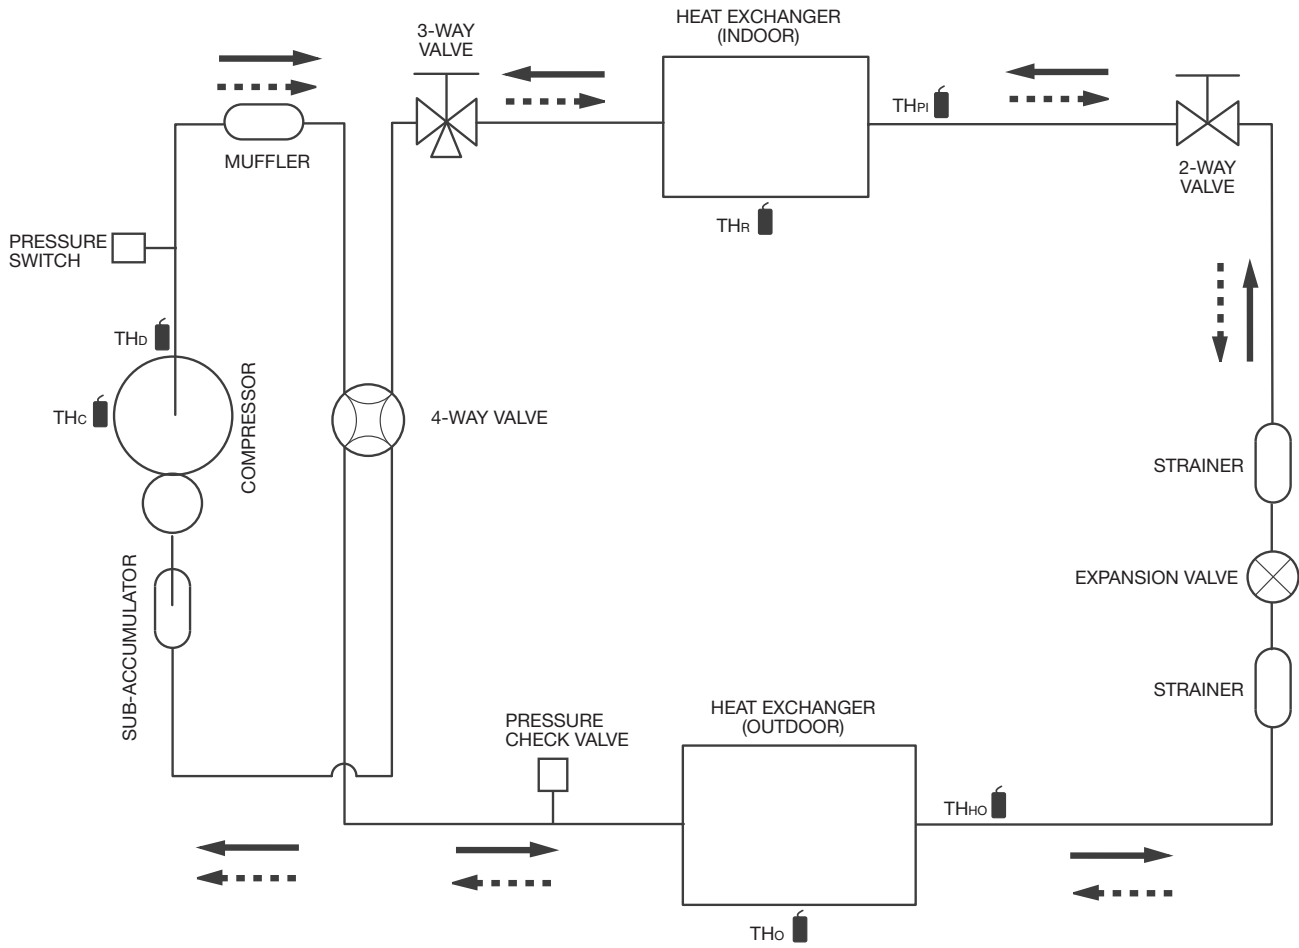 HEAT EXCHANGER
(INDOOR)
3-WAY
VALVE
THPI
MUFFLER
2-WAY
VALVE
THR
PRESSURE
SWITCH
THD
COMPRESSOR
THC
4-WAY VALVE
STRAINER
EXPANSION VALVE
SUB-ACCUMULATOR
STRAINER
HEAT EXCHANGER
(OUTDOOR)
PRESSURE
CHECK VALVE
THHO
THO